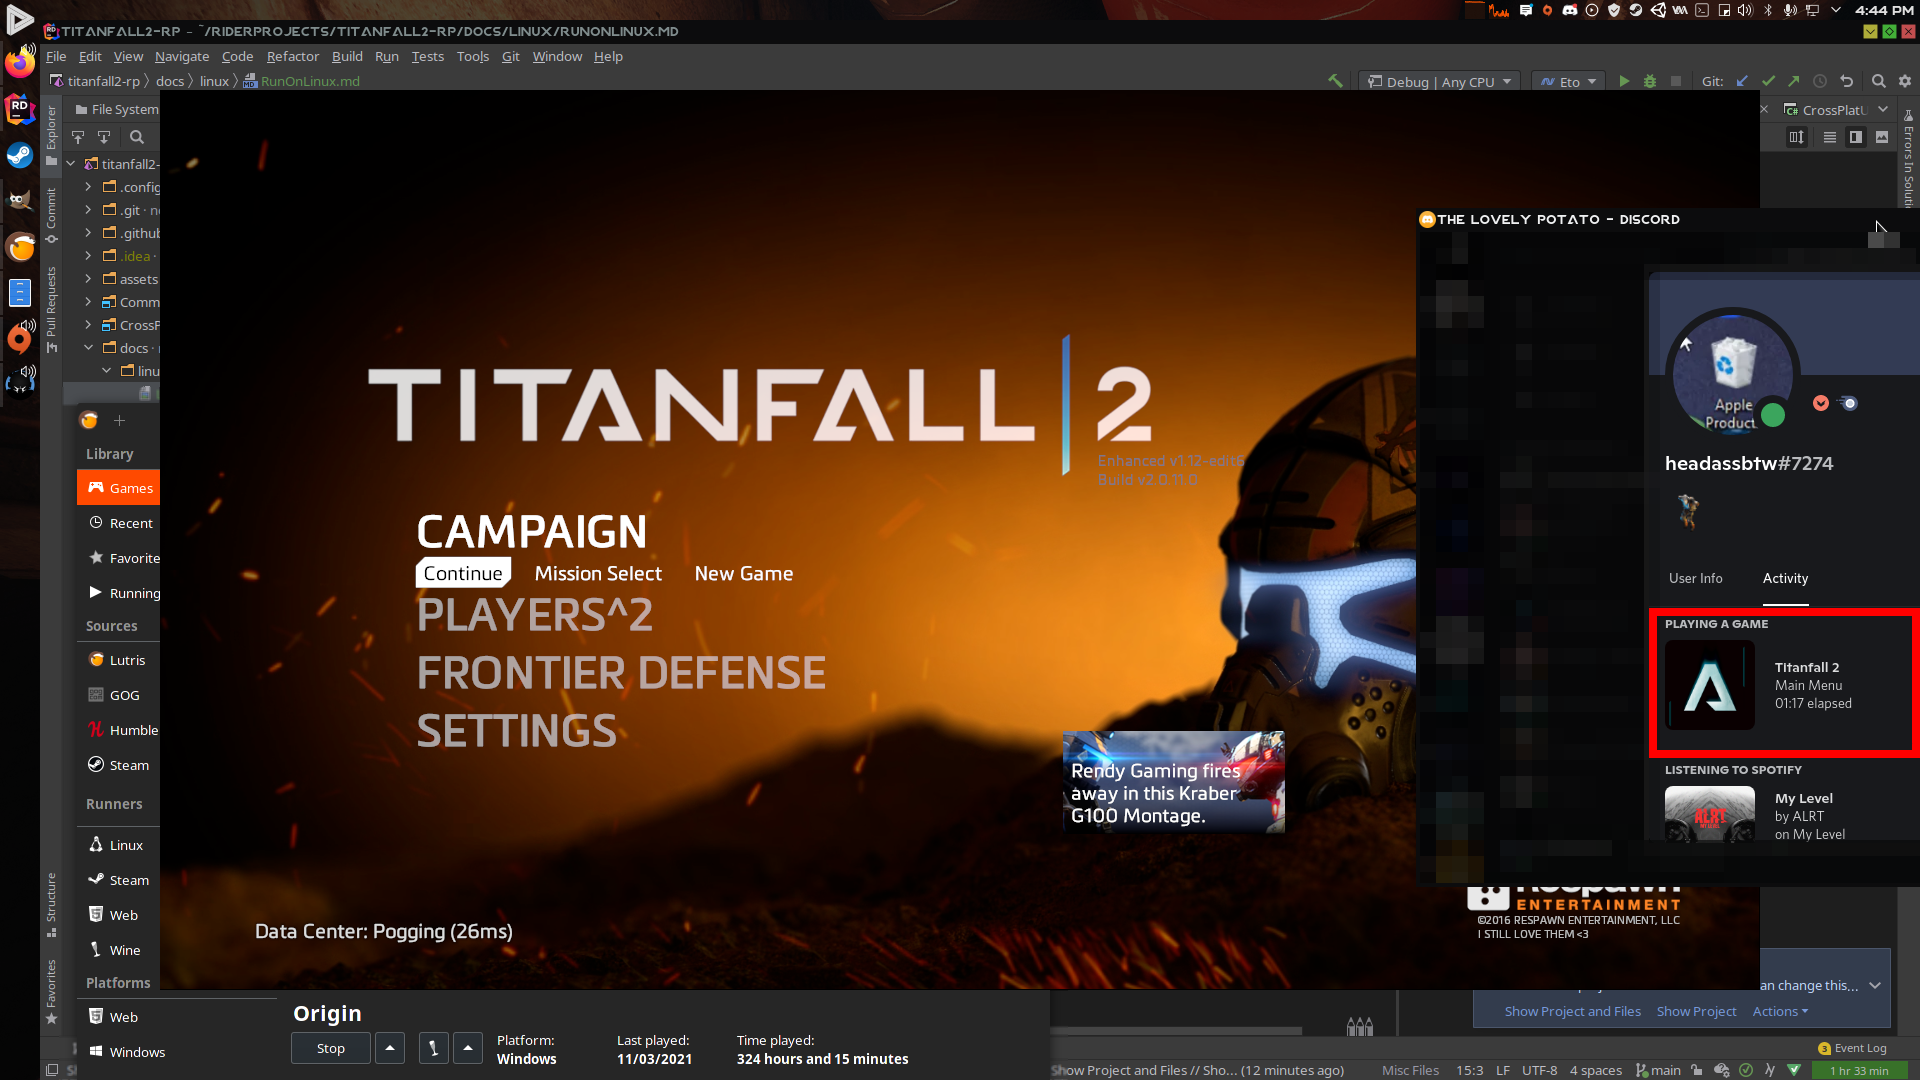 4:44 PM
TITANFALL2-RP - ~/RIDERPROJECTS/TITANFALL2-RP/DOCS/LINUX/RUNONLINUX.MD
File Edit View Navigate Code Refactor Build Run Tests Tools Git Window Help
titanfall2-rp docs linux RunOnLinux.md
Debug | Any CPU
Eto
Git:
File System
CrossPlatU
Explorer
Commit
Pull Requests
Structure
Favorites
Errors In Solu
titanfall2-
.config
.git
.github
.idea
assets
Comm
CrossP
docs
linu
Library
Games
Recent
Favorite
Running
Sources
Lutris
GOG
Humble
Steam
Runners
Linux
Steam
Web
Wine
Platforms
Web
Windows
TITANFALL 2
Enhanced v1.12-edit6
Build v2.0.11.0
CAMPAIGN
Continue Mission Select New Game
PLAYERS^2
FRONTIER DEFENSE
SETTINGS
Rendy Gaming fires
away in this Kraber
G100 Montage.
Data Center: Pogging (26ms)
Respawn
ENTERTAINMENT
©2016 RESPAWN ENTERTAINMENT, LLC
I STILL LOVE THEM <3
THE LOVELY POTATO - DISCORD
Apple
Product
headassbtw#7274
User Info Activity
PLAYING A GAME
Titanfall 2
Main Menu
01:17 elapsed
LISTENING TO SPOTIFY
ALRT
My Level
by ALRT
on My Level
Origin
Stop
Platform:
Windows
Last played:
11/03/2021
Time played:
324 hours and 15 minutes
an change this...
Show Project and Files Show Project Actions
3 Event Log
how Project and Files // Sho... (12 minutes ago)
Misc Files 15:3 LF UTF-8 4 spaces main
1 hr 33 min